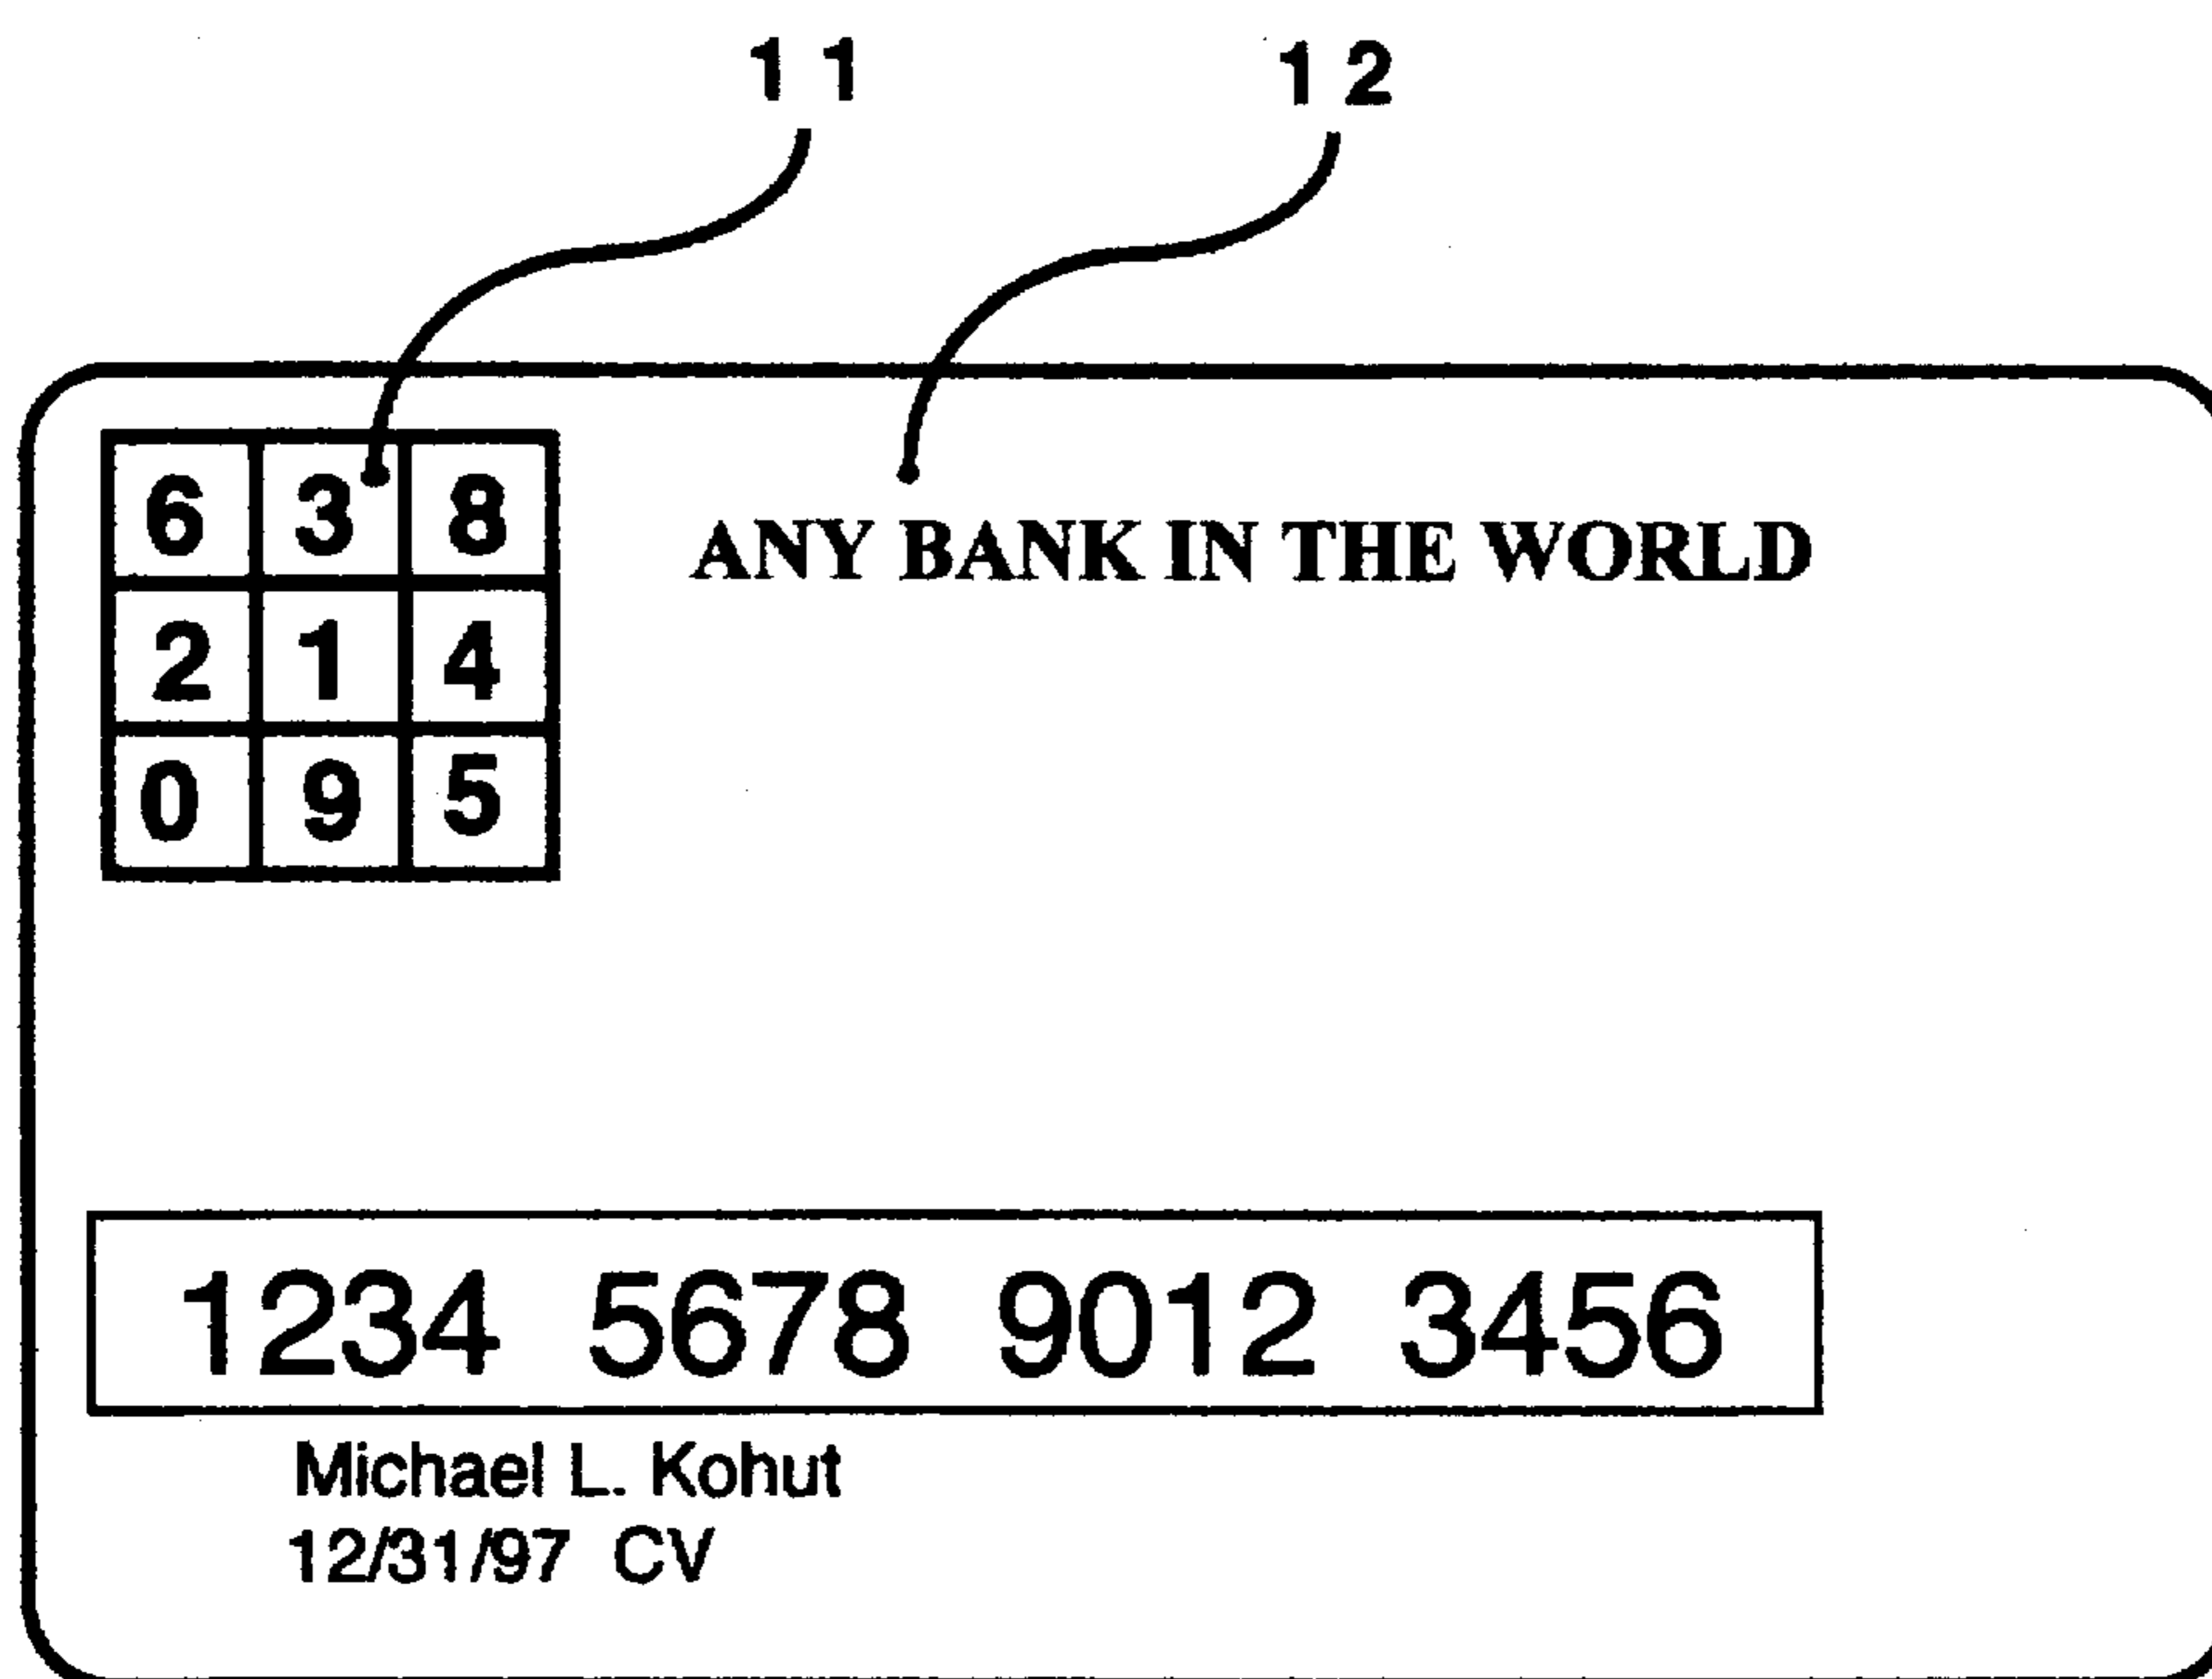 11 12
6 3 8
ANY BANK IN THE WORLD
2 1 4
0 9 5
1234 5678 9012 3456
Michael L. Kohut
12/31/97 CV